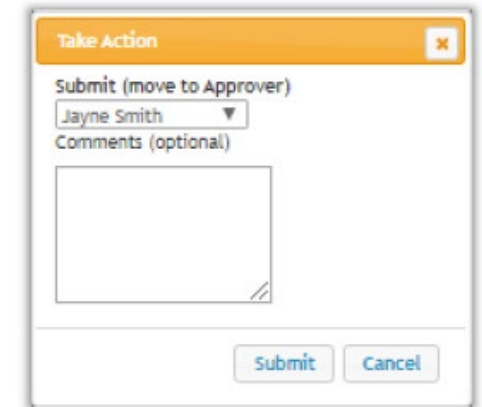 Take Action
Submit (move to Approver)
Jayne Smith
Comments (optional)
Submit Cancel